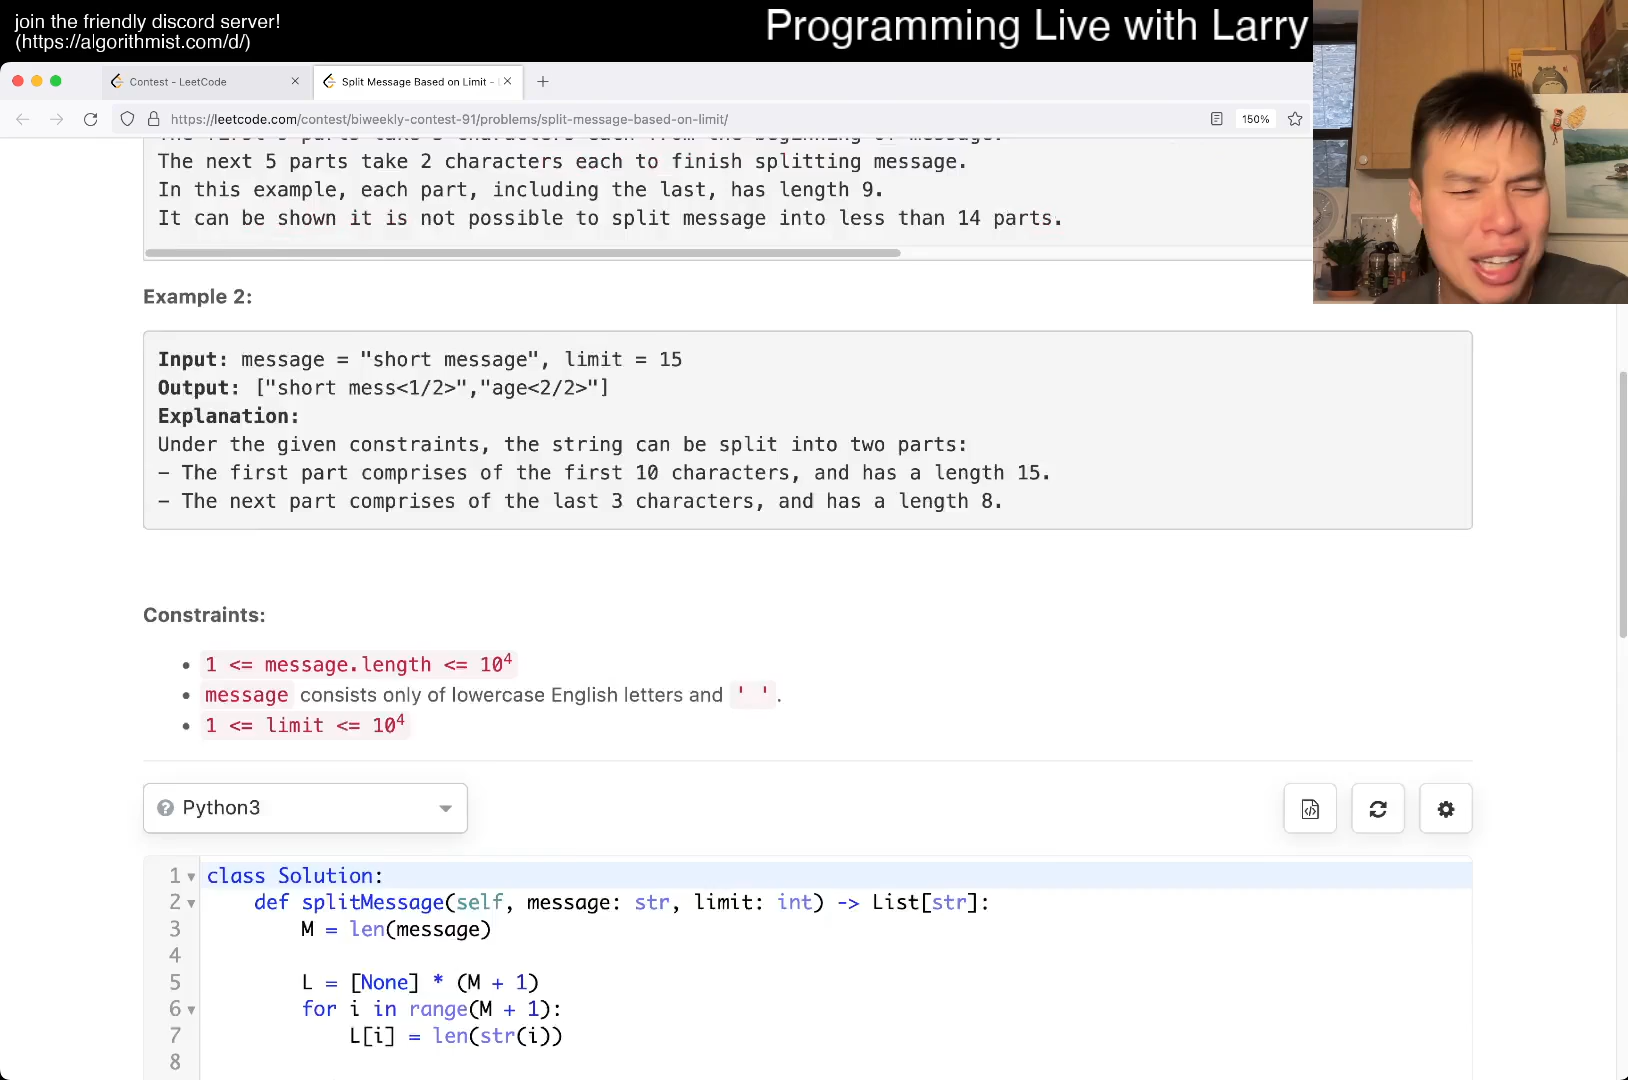 join the friendly discord server!
(https://algorithmist.com/d/)
Programming Live with Larry
Contest - LeetCode
Split Message Based on Limit -
https://leetcode.com/contest/biweekly-contest-91/problems/split-message-based-on-limit/
150%
The next 5 parts take 2 characters each to finish splitting message.
In this example, each part, including the last, has length 9.
It can be shown it is not possible to split message into less than 14 parts.
Example 2:
Input: message = "short message", limit = 15
Output: ["short mess<1/2>","age<2/2>"]
Explanation:
Under the given constraints, the string can be split into two parts:
– The first part comprises of the first 10 characters, and has a length 15.
– The next part comprises of the last 3 characters, and has a length 8.
Constraints:
• 1 <= message.length <= 10⁴
• message consists only of lowercase English letters and ' '.
• 1 <= limit <= 10⁴
Python3
1 class Solution:
2 def splitMessage(self, message: str, limit: int) -> List[str]:
3 M = len(message)
4
5 L = [None] * (M + 1)
6 for i in range(M + 1):
7 L[i] = len(str(i))
8